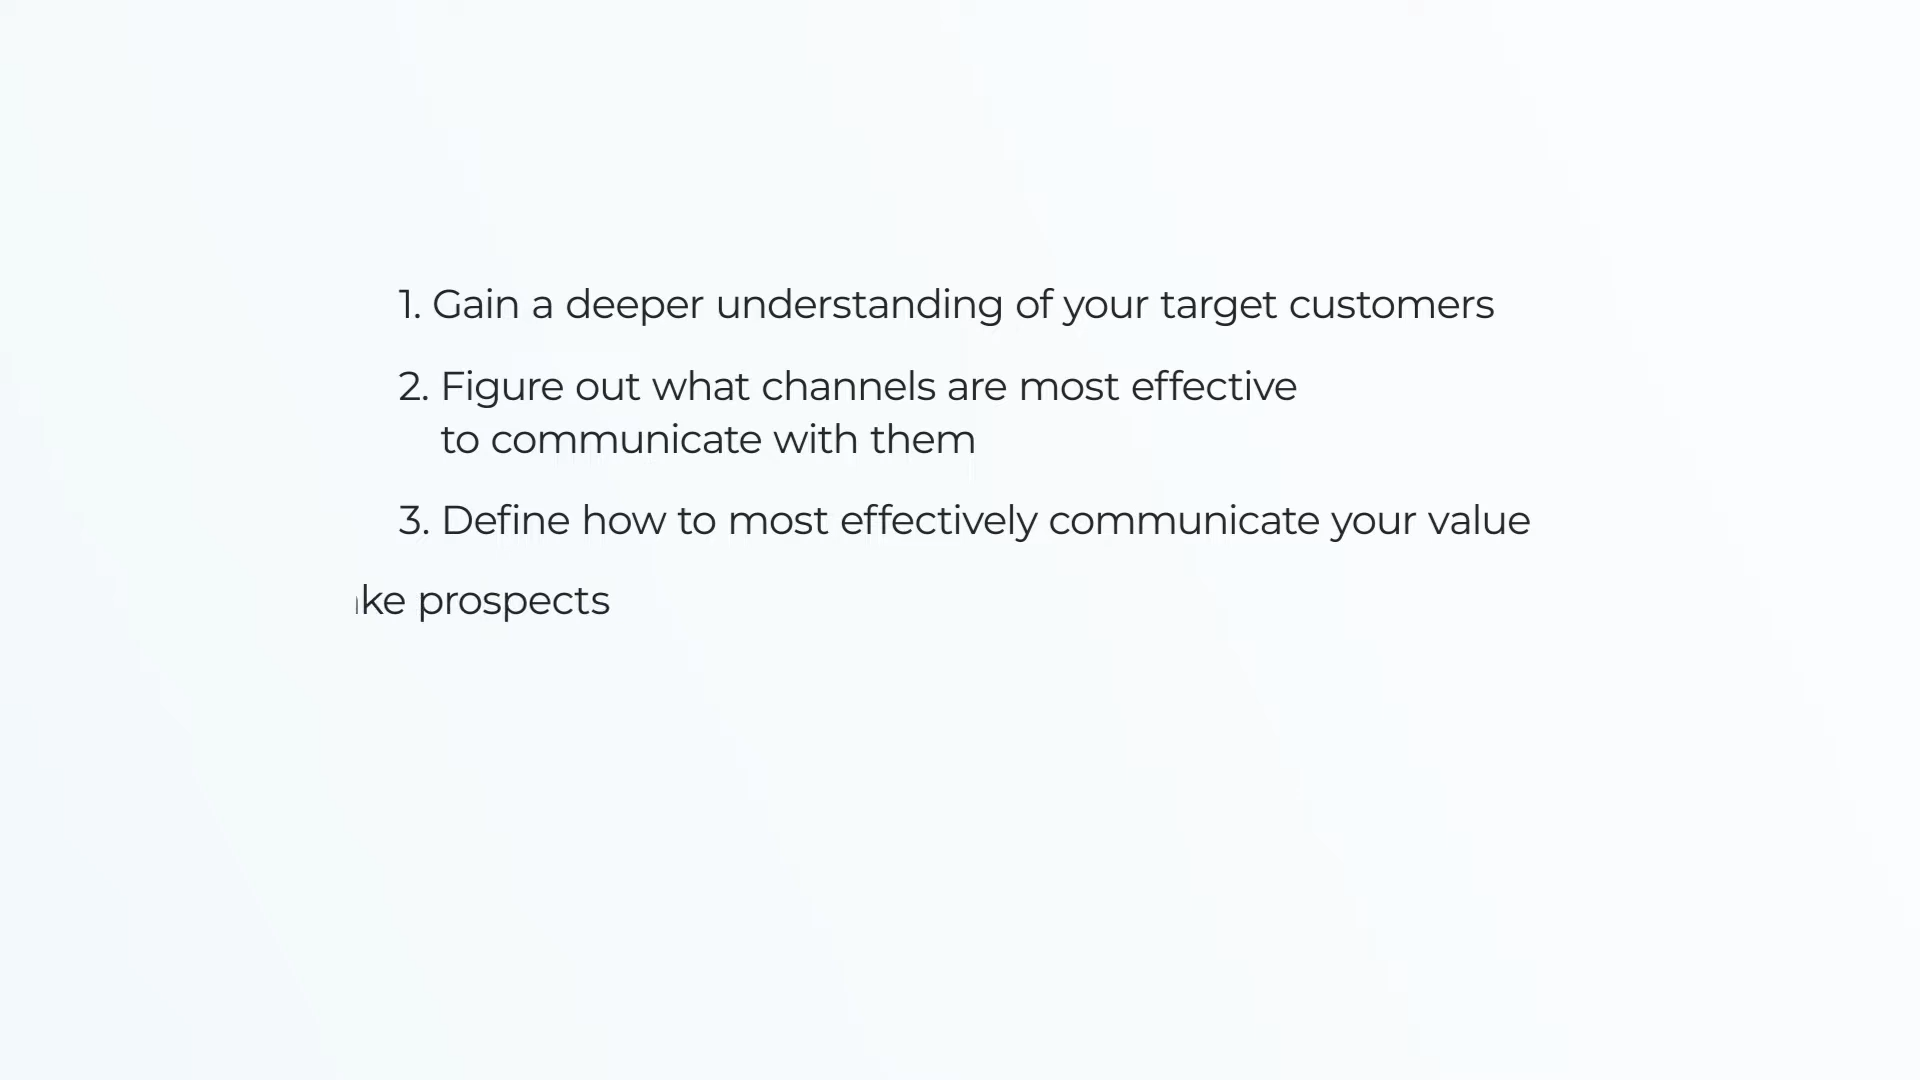 1. Gain a deeper understanding of your target customers
2. Figure out what channels are most effective
to communicate with them
3. Define how to most effectively communicate your value
prospects